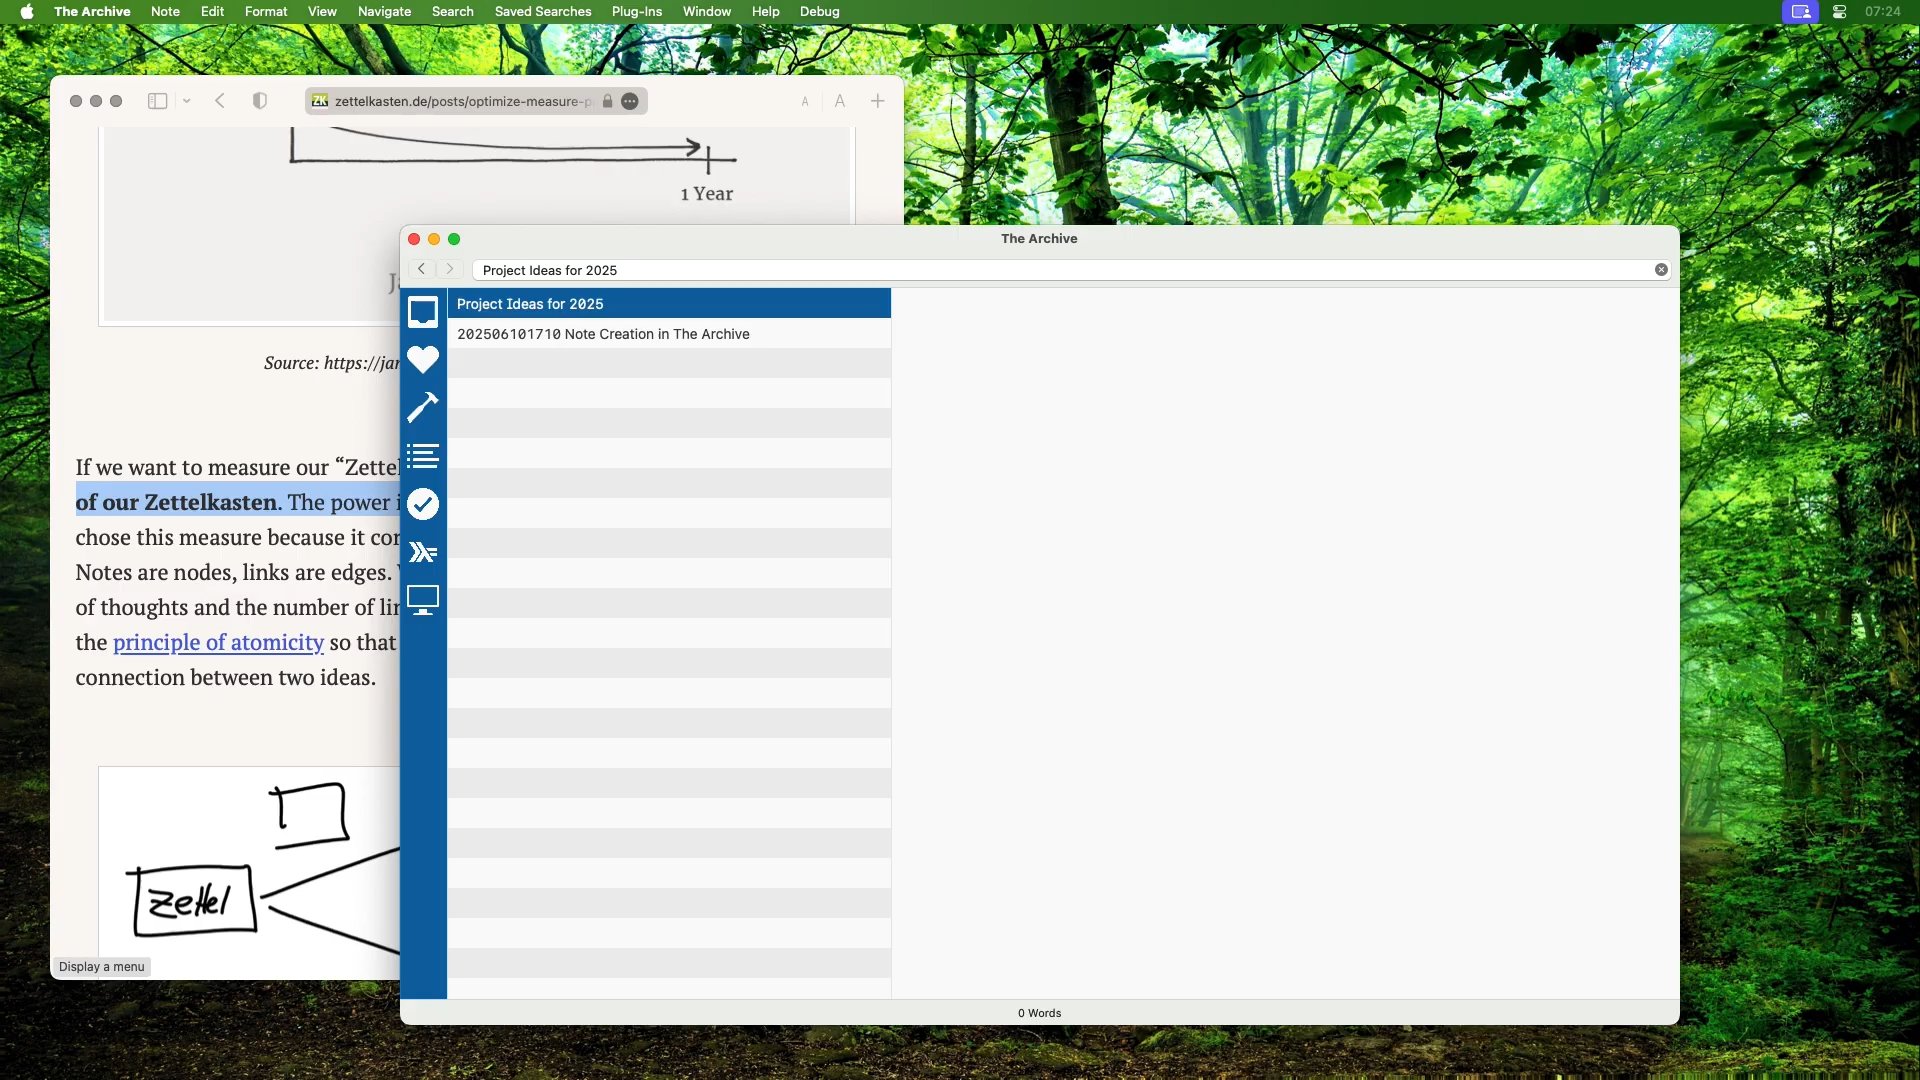 The Archive Note Edit Format View Navigate Search Saved Searches Plug-Ins Window Help Debug 07:24
zettelkasten.de/posts/optimize-measure-p
A A
1 Year
The Archive
Project Ideas for 2025
Project Ideas for 2025
202506101710 Note Creation in The Archive
Source: https://jan
If we want to measure our “Zettel
of our Zettelkasten. The power i
chose this measure because it cor
Notes are nodes, links are edges.
of thoughts and the number of lin
the principle of atomicity so that
connection between two ideas.
Zettel
Display a menu
0 Words